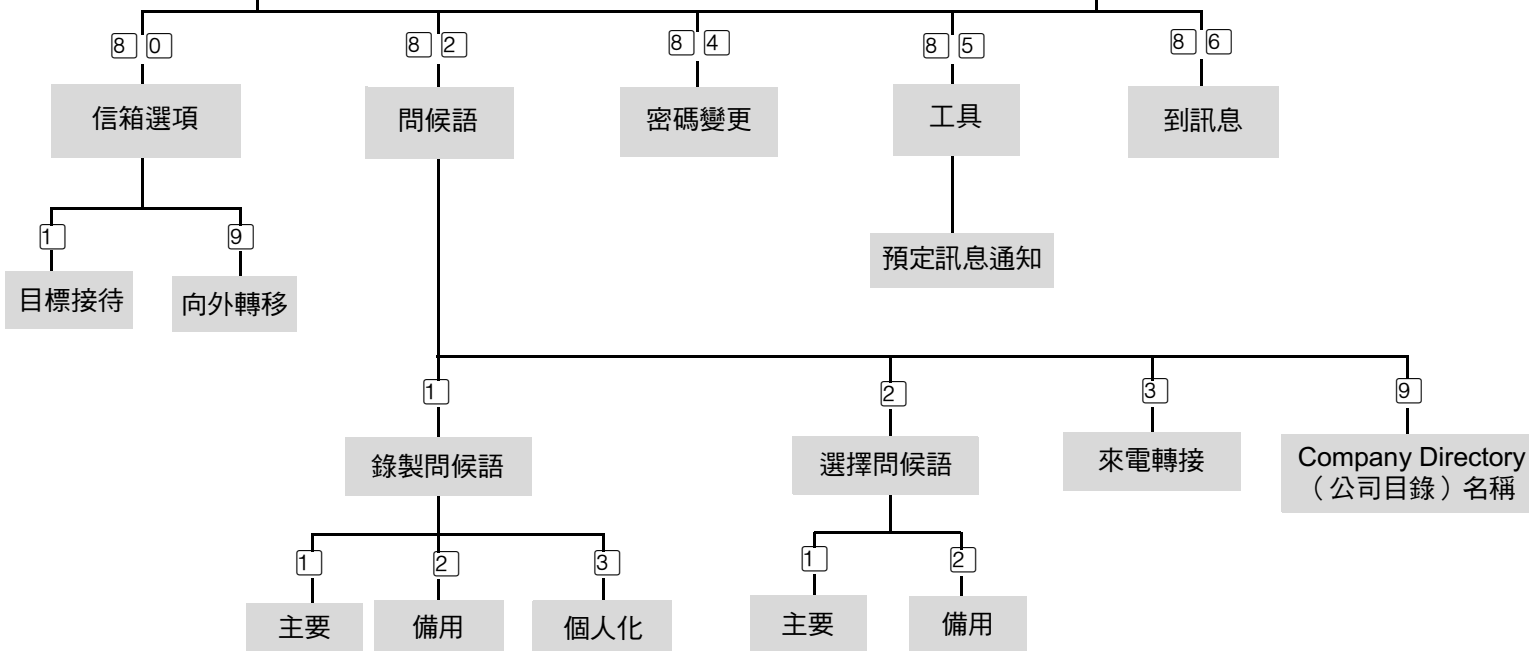 8 0
8 2
8 4
8 5
8 6
信箱選項
問候語
密碼變更
工具
到訊息
1
9
目標接待
向外轉移
預定訊息通知
1
2
3
9
錄製問候語
選擇問候語
來電轉接
Company Directory
（公司目錄）名稱
1
2
3
1
2
主要
備用
個人化
主要
備用